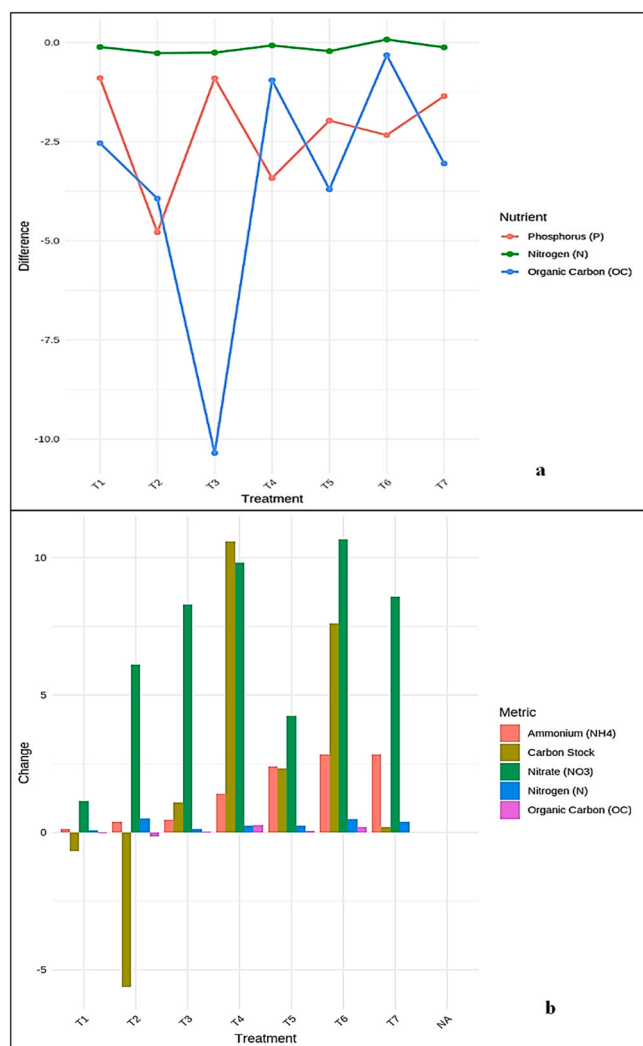 0.0
-2.5
-5.0
-7.5
-10.0
Difference
T1
T2
T3
T4
T5
T6
T7
Treatment
Nutrient
Phosphorus (P)
Nitrogen (N)
Organic Carbon (OC)
a
10
5
0
-5
Change
T1
T2
T3
T4
T5
T6
T7
NA
Treatment
Metric
Ammonium (NH4)
Carbon Stock
Nitrate (NO3)
Nitrogen (N)
Organic Carbon (OC)
b